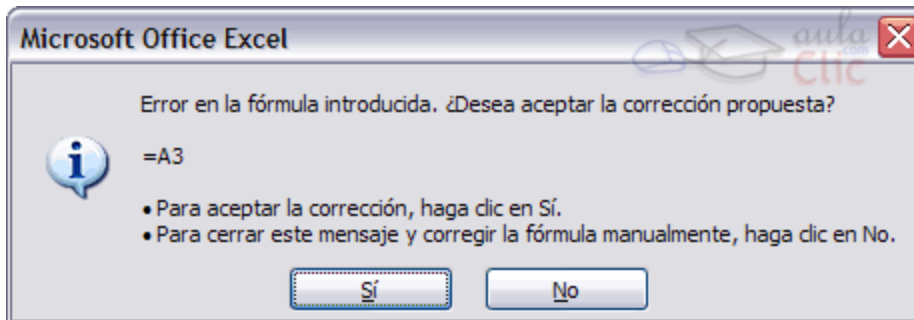 Microsoft Office Excel
aula
.com
Clic
Error en la fórmula introducida. ¿Desea aceptar la corrección propuesta?
=A3
• Para aceptar la corrección, haga clic en Sí.
• Para cerrar este mensaje y corregir la fórmula manualmente, haga clic en No.
Sí
No